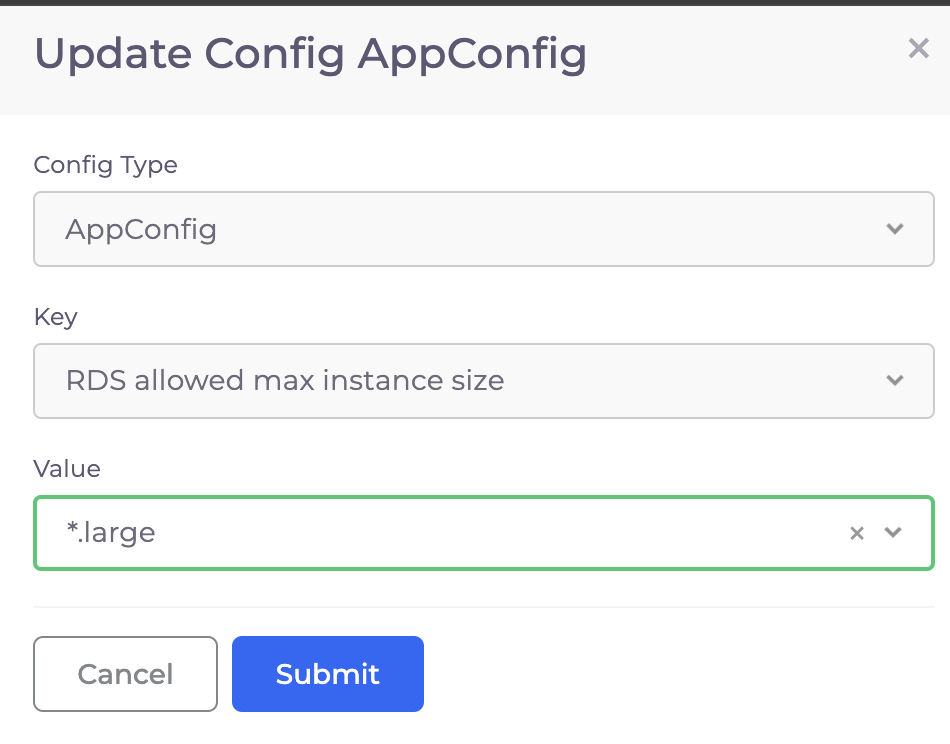 Update Config AppConfig
Config Type
AppConfig
Key
RDS allowed max instance size
Value
*.large
Cancel
Submit